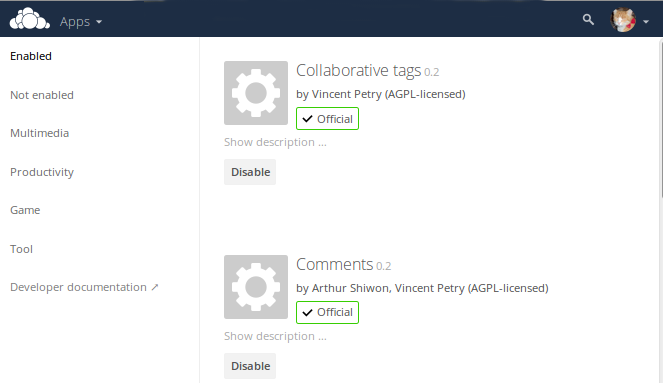 Apps
Enabled
Not enabled
Multimedia
Productivity
Game
Tool
Developer documentation ↗
Collaborative tags 0.2
by Vincent Petry (AGPL-licensed)
Official
Show description ...
Disable
Comments 0.2
by Arthur Shiwon, Vincent Petry (AGPL-licensed)
Official
Show description ...
Disable